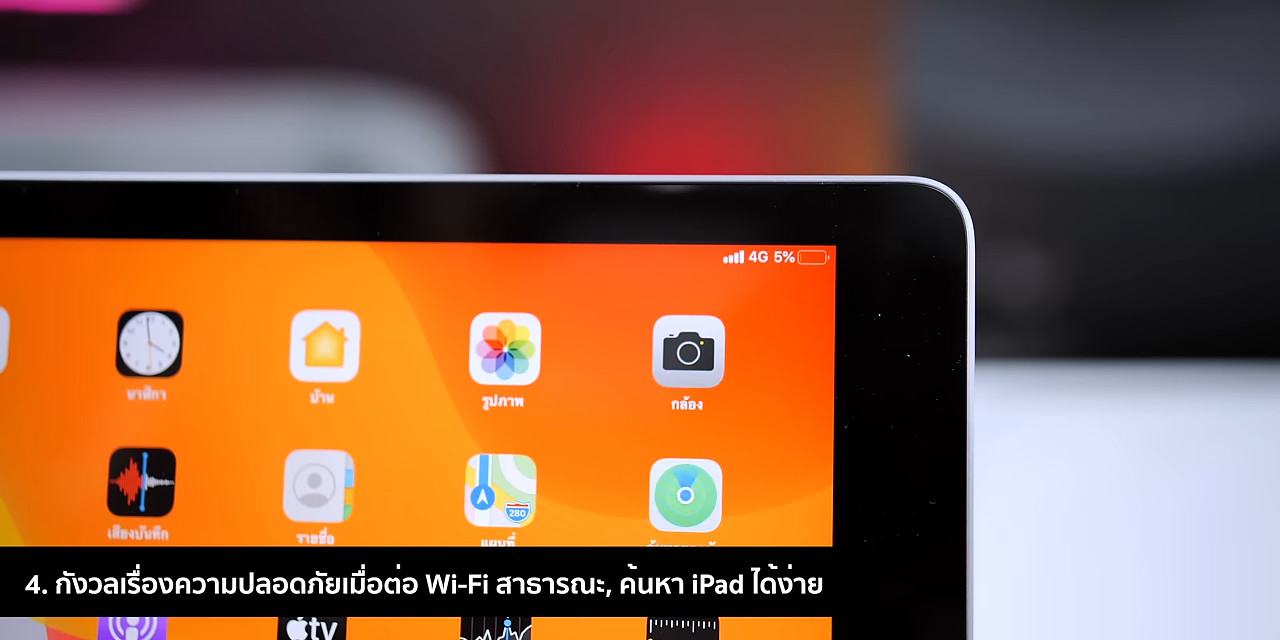 4G 5%
นาฬิกา
บ้าน
รูปภาพ
กล้อง
280
เสียงบันทึก
รายชื่อ
แผนที่
4. กังวลเรื่องความปลอดภัยเมื่อต่อ Wi-Fi สาธารณะ, ค้นหา iPad ได้ง่าย
tv